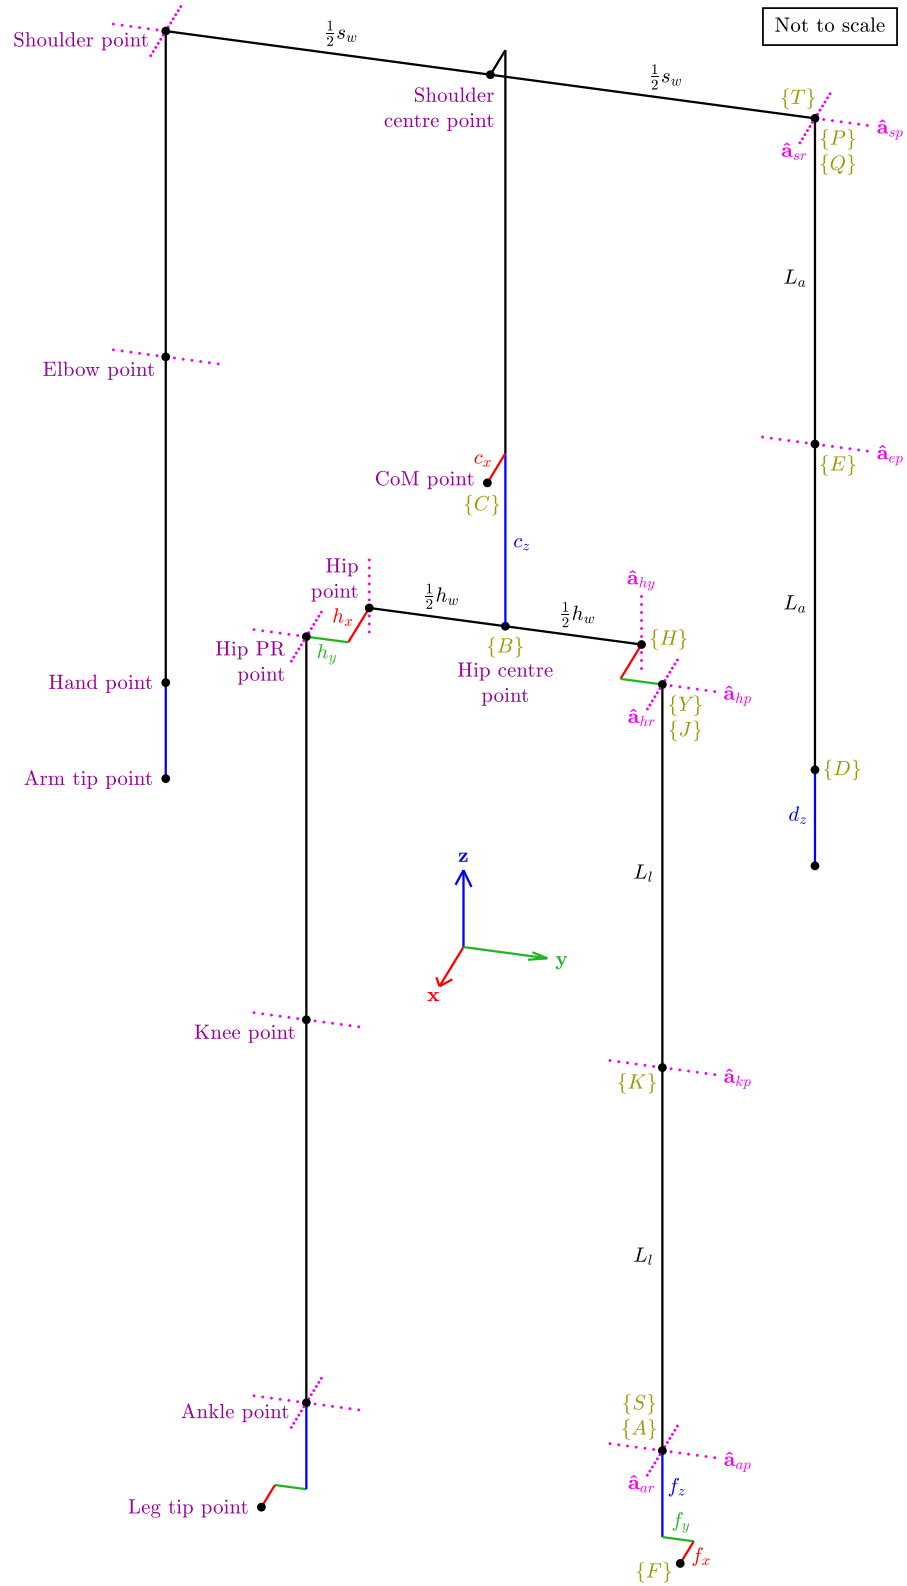 Not to scale
Shoulder point
½s_w
½s_w
Shoulder
centre point
{T}
â_sp
{P}
â_sr
{Q}
L_a
Elbow point
â_ep
{E}
c_x
CoM point
{C}
c_z
Hip
point
â_hy
½h_w
½h_w
L_a
h_x
{H}
{B}
Hip PR
point
h_y
Hip centre
point
Hand point
â_hp
{Y}
â_hr
{J}
{D}
Arm tip point
d_z
z
L_l
y
x
Knee point
â_kp
{K}
L_l
{S}
Ankle point
{A}
â_ap
â_ar
f_z
Leg tip point
f_y
f_x
{F}